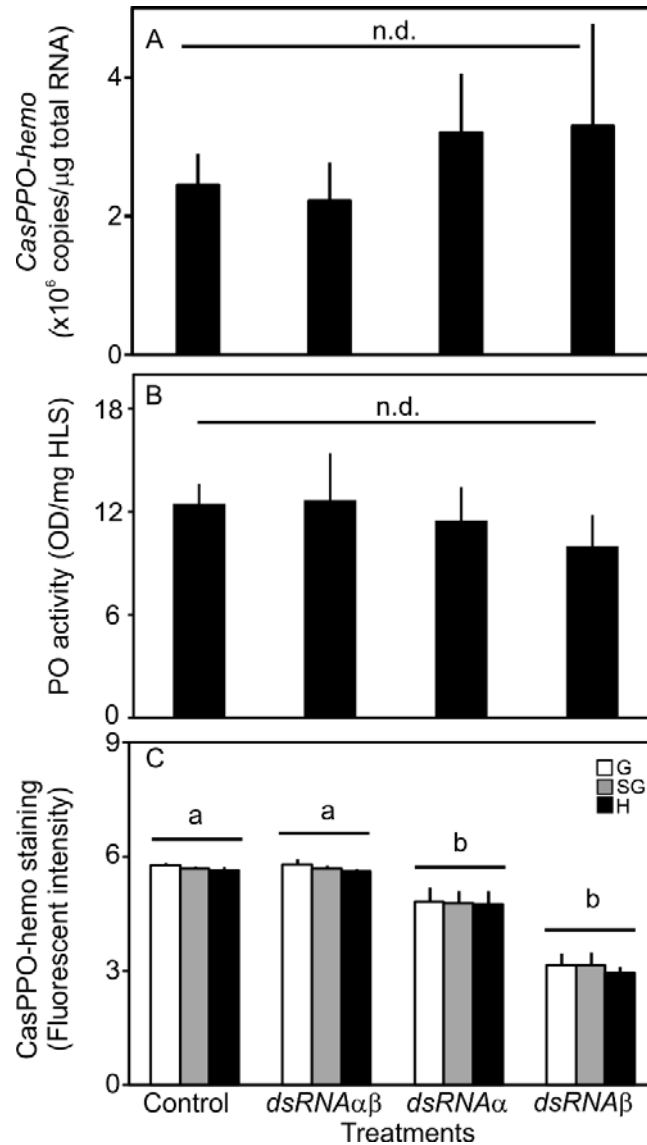 A
n.d.
CasPPO-hemo
(x10⁶ copies/µg total RNA)
4
2
0
B
n.d.
PO activity (OD/mg HLS)
18
12
6
0
C
G
SG
H
CasPPO-hemo staining
(Fluorescent intensity)
9
6
3
0
a
a
b
b
Control dsRNAαβ dsRNAα dsRNAβ
Treatments